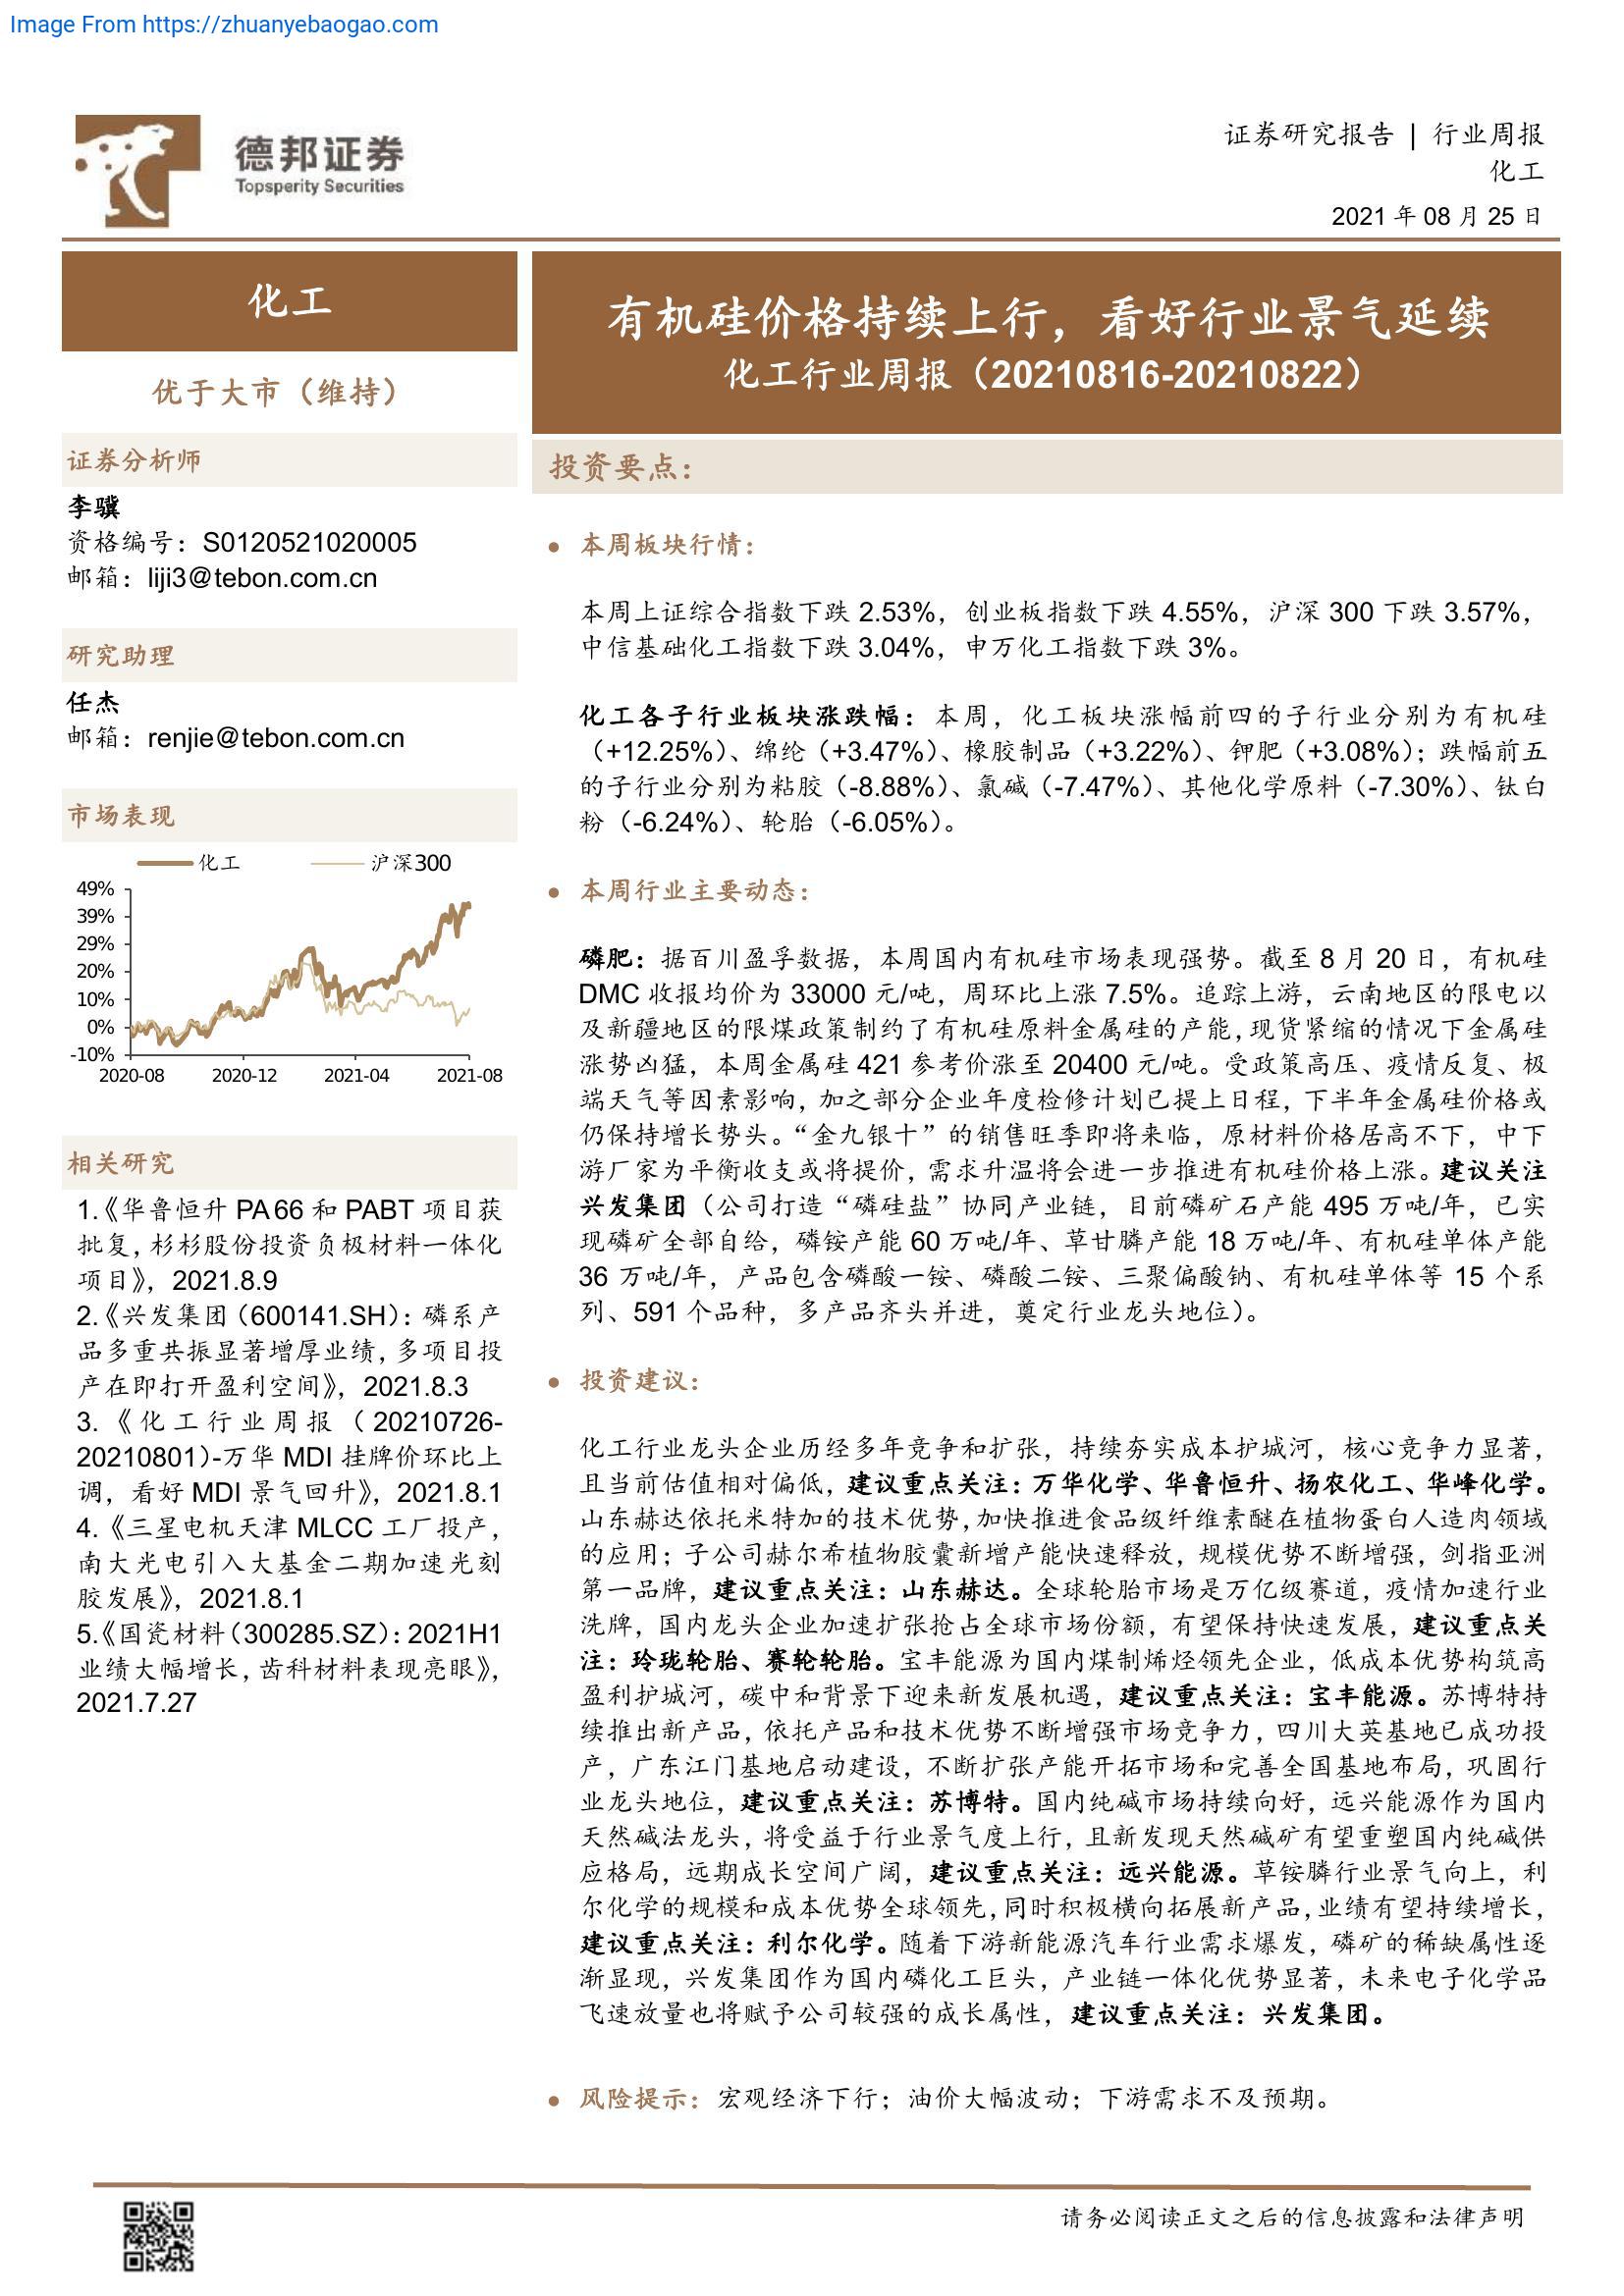 Image From https://zhuanyebaogao.com
德邦证券
Topsperity Securities
证券研究报告 | 行业周报
化工
2021 年 08 月 25 日
化工
优于大市（维持）
证券分析师
李骥
资格编号：S0120521020005
邮箱：liji3@tebon.com.cn
研究助理
任杰
邮箱：renjie@tebon.com.cn
市场表现
化工 沪深300
49%
39%
29%
20%
10%
0%
-10%
2020-08 2020-12 2021-04 2021-08
相关研究
1.《华鲁恒升 PA66 和 PABT 项目获
批复，杉杉股份投资负极材料一体化
项目》，2021.8.9
2.《兴发集团（600141.SH）：磷系产
品多重共振显著增厚业绩，多项目投
产在即打开盈利空间》，2021.8.3
3.《化工行业周报（20210726-
20210801）-万华 MDI 挂牌价环比上
调，看好 MDI 景气回升》，2021.8.1
4.《三星电机天津 MLCC 工厂投产，
南大光电引入大基金二期加速光刻
胶发展》，2021.8.1
5.《国瓷材料（300285.SZ）：2021H1
业绩大幅增长，齿科材料表现亮眼》，
2021.7.27
有机硅价格持续上行，看好行业景气延续
化工行业周报（20210816-20210822）
投资要点：
● 本周板块行情：
本周上证综合指数下跌 2.53%，创业板指数下跌 4.55%，沪深 300 下跌 3.57%，
中信基础化工指数下跌 3.04%，申万化工指数下跌 3%。
化工各子行业板块涨跌幅：本周，化工板块涨幅前四的子行业分别为有机硅
（+12.25%）、绵纶（+3.47%）、橡胶制品（+3.22%）、钾肥（+3.08%）；跌幅前五
的子行业分别为粘胶（-8.88%）、氯碱（-7.47%）、其他化学原料（-7.30%）、钛白
粉（-6.24%）、轮胎（-6.05%）。
● 本周行业主要动态：
磷肥：据百川盈孚数据，本周国内有机硅市场表现强势。截至 8 月 20 日，有机硅
DMC 收报均价为 33000 元/吨，周环比上涨 7.5%。追踪上游，云南地区的限电以
及新疆地区的限煤政策制约了有机硅原料金属硅的产能，现货紧缩的情况下金属硅
涨势凶猛，本周金属硅 421 参考价涨至 20400 元/吨。受政策高压、疫情反复、极
端天气等因素影响，加之部分企业年度检修计划已提上日程，下半年金属硅价格或
仍保持增长势头。“金九银十”的销售旺季即将来临，原材料价格居高不下，中下
游厂家为平衡收支或将提价，需求升温将会进一步推进有机硅价格上涨。建议关注
兴发集团（公司打造“磷硅盐”协同产业链，目前磷矿石产能 495 万吨/年，已实
现磷矿全部自给，磷铵产能 60 万吨/年、草甘膦产能 18 万吨/年、有机硅单体产能
36 万吨/年，产品包含磷酸一铵、磷酸二铵、三聚偏酸钠、有机硅单体等 15 个系
列、591 个品种，多产品齐头并进，奠定行业龙头地位）。
● 投资建议：
化工行业龙头企业历经多年竞争和扩张，持续夯实成本护城河，核心竞争力显著，
且当前估值相对偏低，建议重点关注：万华化学、华鲁恒升、扬农化工、华峰化学。
山东赫达依托米特加的技术优势，加快推进食品级纤维素醚在植物蛋白人造肉领域
的应用；子公司赫尔希植物胶囊新增产能快速释放，规模优势不断增强，剑指亚洲
第一品牌，建议重点关注：山东赫达。全球轮胎市场是万亿级赛道，疫情加速行业
洗牌，国内龙头企业加速扩张抢占全球市场份额，有望保持快速发展，建议重点关
注：玲珑轮胎、赛轮轮胎。宝丰能源为国内煤制烯烃领先企业，低成本优势构筑高
盈利护城河，碳中和背景下迎来新发展机遇，建议重点关注：宝丰能源。苏博特持
续推出新产品，依托产品和技术优势不断增强市场竞争力，四川大英基地已成功投
产，广东江门基地启动建设，不断扩张产能开拓市场和完善全国基地布局，巩固行
业龙头地位，建议重点关注：苏博特。国内纯碱市场持续向好，远兴能源作为国内
天然碱法龙头，将受益于行业景气度上行，且新发现天然碱矿有望重塑国内纯碱供
应格局，远期成长空间广阔，建议重点关注：远兴能源。草铵膦行业景气向上，利
尔化学的规模和成本优势全球领先，同时积极横向拓展新产品，业绩有望持续增长，
建议重点关注：利尔化学。随着下游新能源汽车行业需求爆发，磷矿的稀缺属性逐
渐显现，兴发集团作为国内磷化工巨头，产业链一体化优势显著，未来电子化学品
飞速放量也将赋予公司较强的成长属性，建议重点关注：兴发集团。
● 风险提示：宏观经济下行；油价大幅波动；下游需求不及预期。
请务必阅读正文之后的信息披露和法律声明